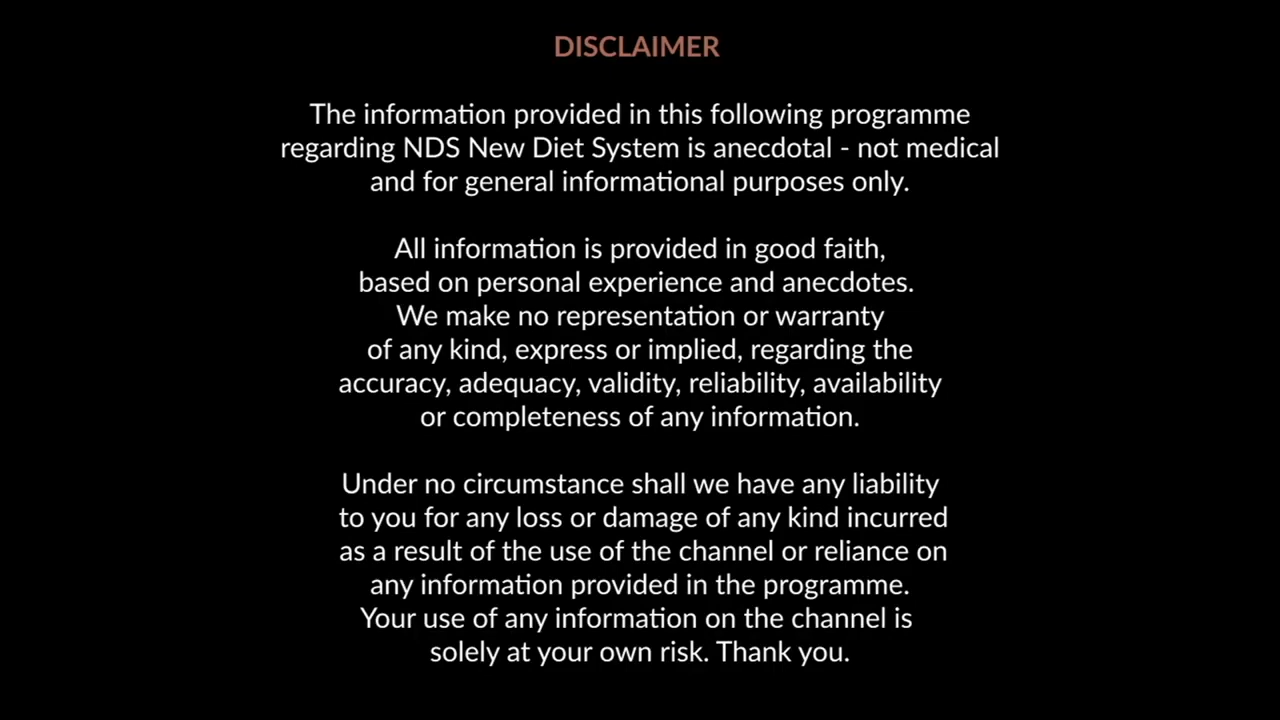 DISCLAIMER
The information provided in this following programme
regarding NDS New Diet System is anecdotal - not medical
and for general informational purposes only.
All information is provided in good faith,
based on personal experience and anecdotes.
We make no representation or warranty
of any kind, express or implied, regarding the
accuracy, adequacy, validity, reliability, availability
or completeness of any information.
Under no circumstance shall we have any liability
to you for any loss or damage of any kind incurred
as a result of the use of the channel or reliance on
any information provided in the programme.
Your use of any information on the channel is
solely at your own risk. Thank you.